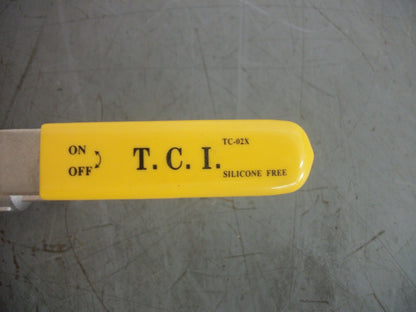 ON
OFF
T. C. I.
TC-02X
SILICONE FREE